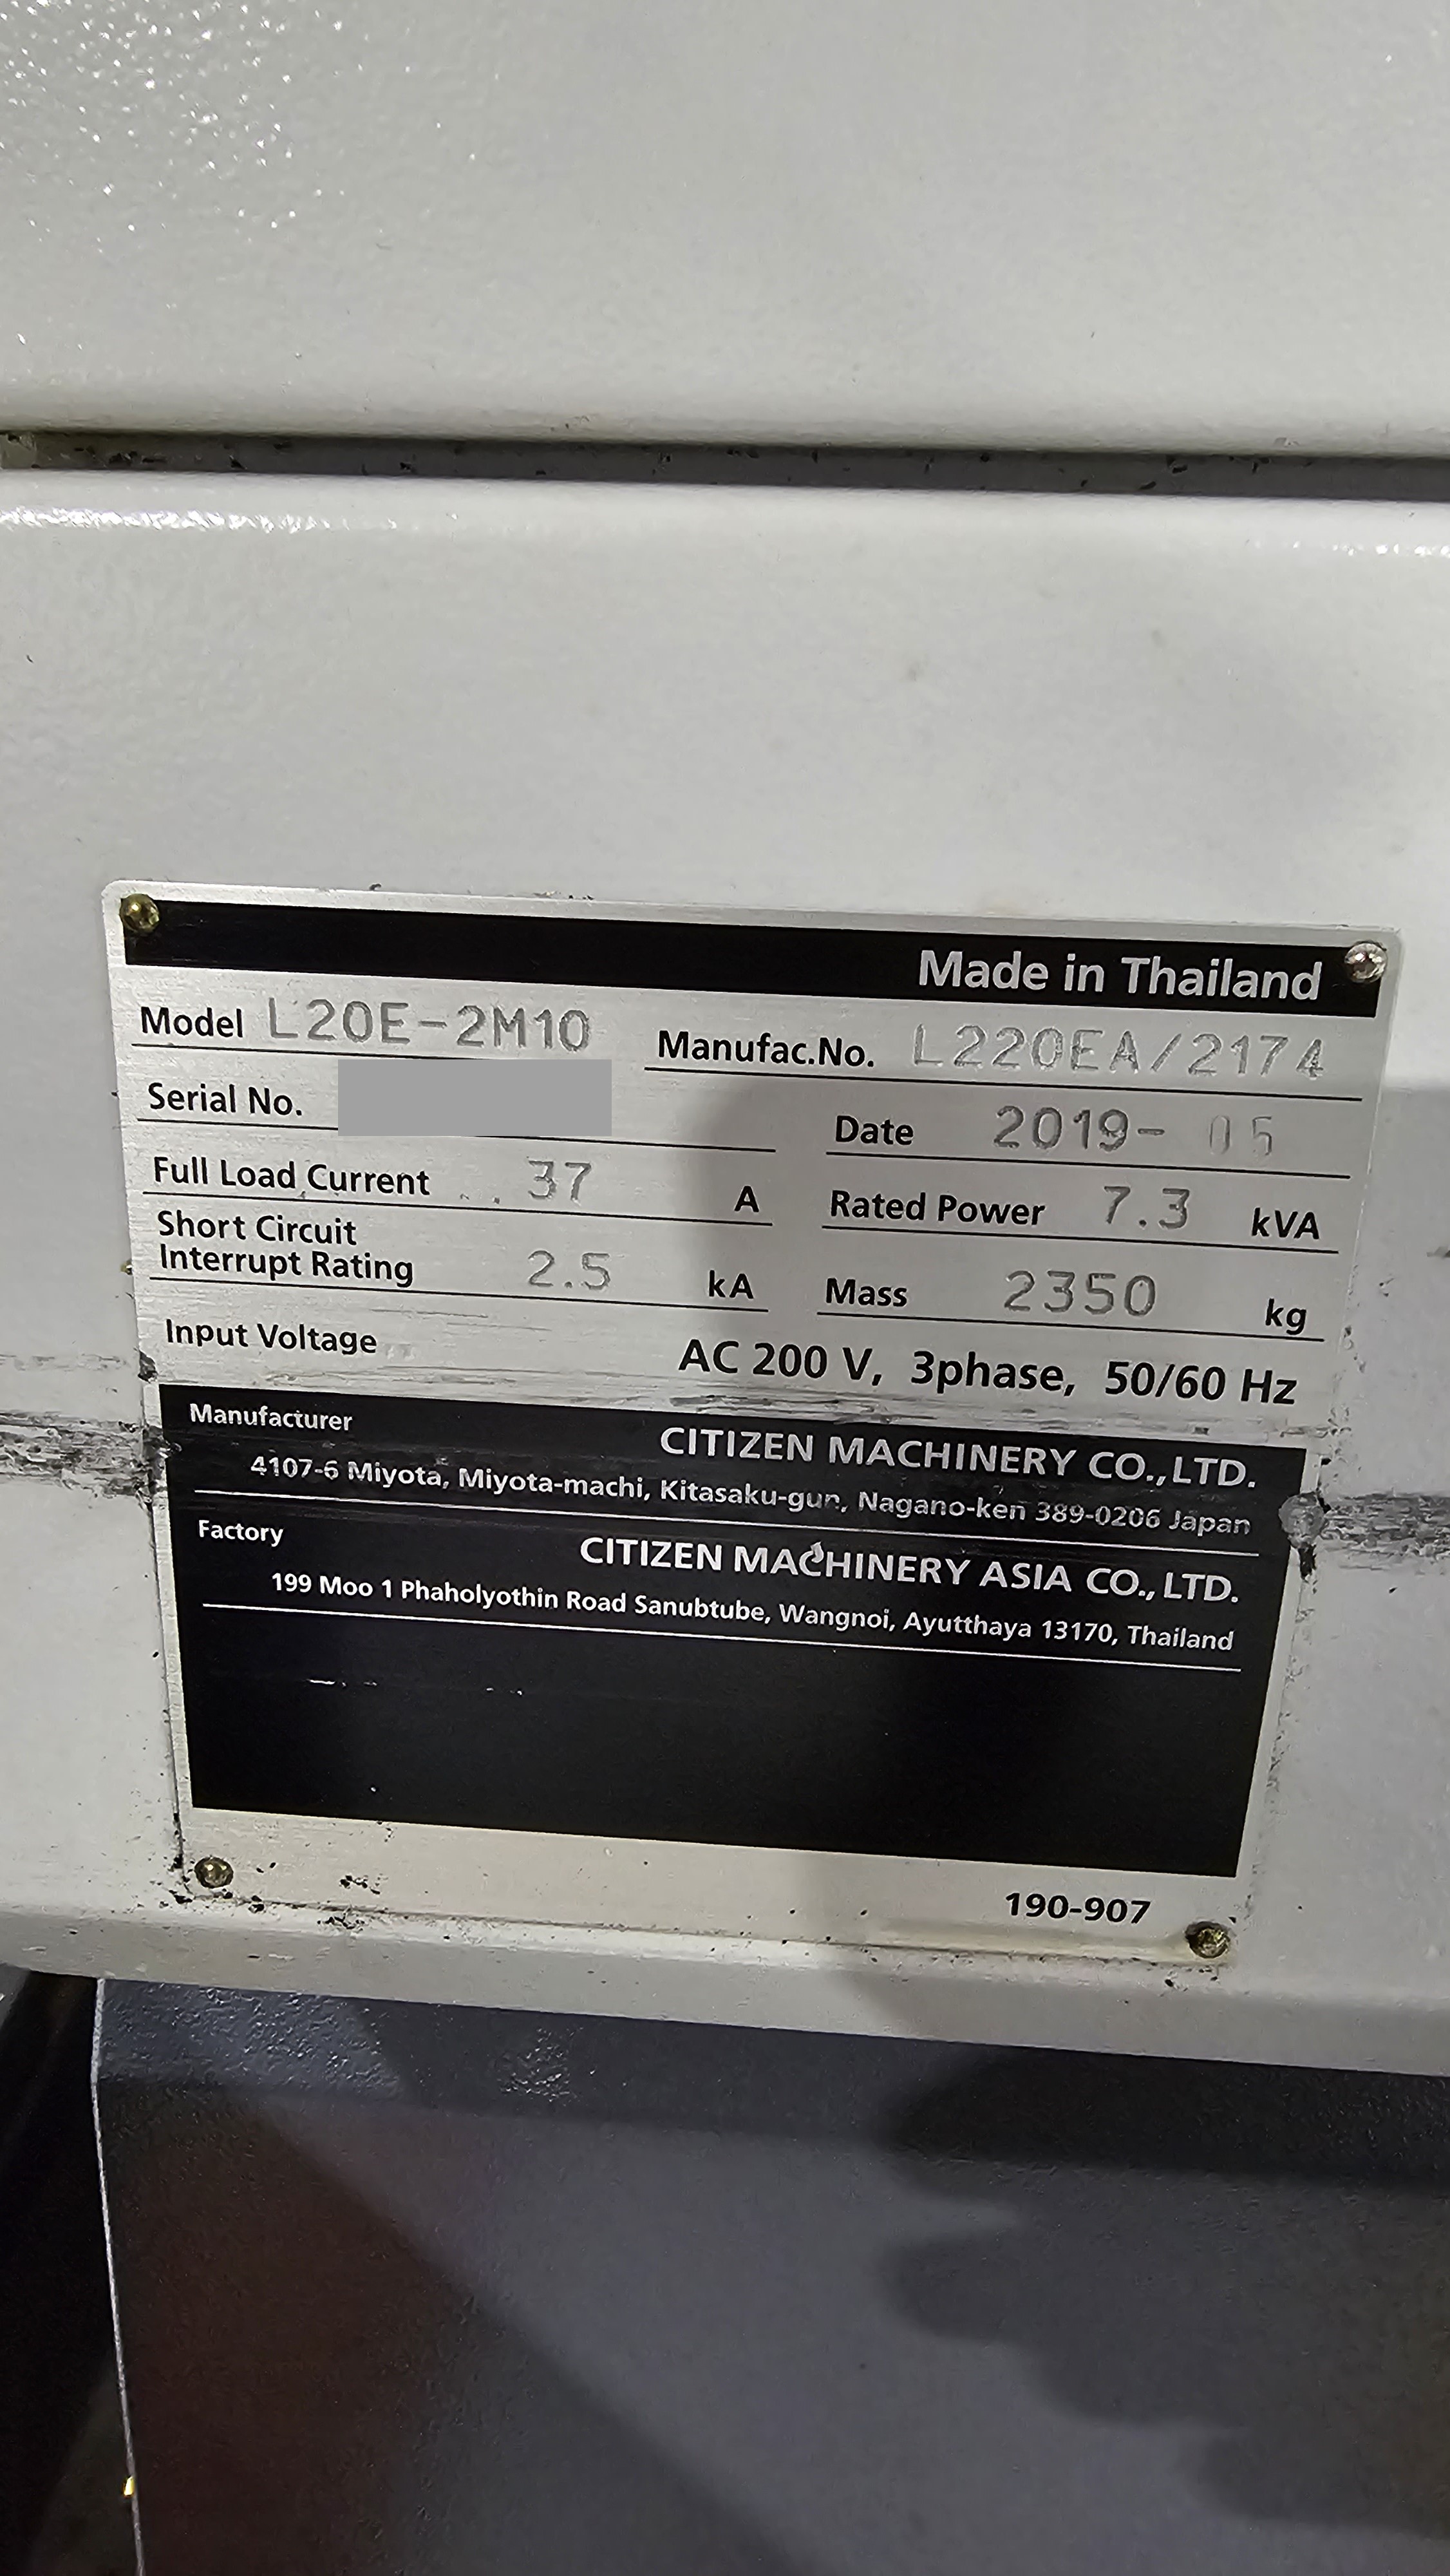 Made in Thailand
Model L20E-2M10 Manufac.No. L220EA/2174
Serial No.
Date 2019- 05
Full Load Current 37 A Rated Power 7.3 kVA
Short Circuit
Interrupt Rating 2.5 kA Mass 2350 kg
Input Voltage AC 200 V, 3phase, 50/60 Hz
Manufacturer CITIZEN MACHINERY CO.,LTD.
4107-6 Miyota, Miyota-machi, Kitasaku-gun, Nagano-ken 389-0206 Japan
Factory CITIZEN MACHINERY ASIA CO., LTD.
199 Moo 1 Phaholyothin Road Sanubtube, Wangnoi, Ayutthaya 13170, Thailand
190-907